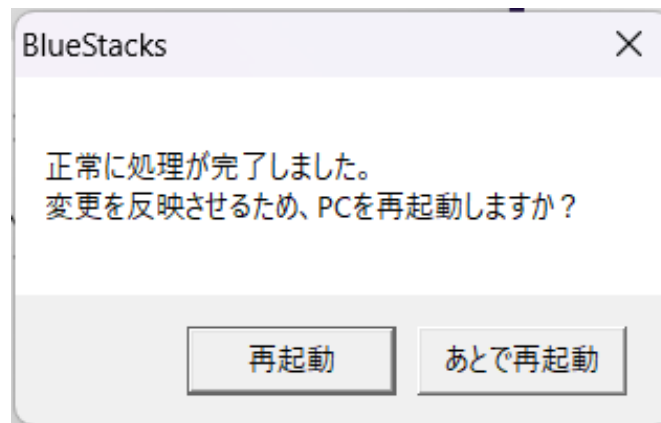 BlueStacks
正常に処理が完了しました。
変更を反映させるため、PCを再起動しますか？
再起動
あとで再起動